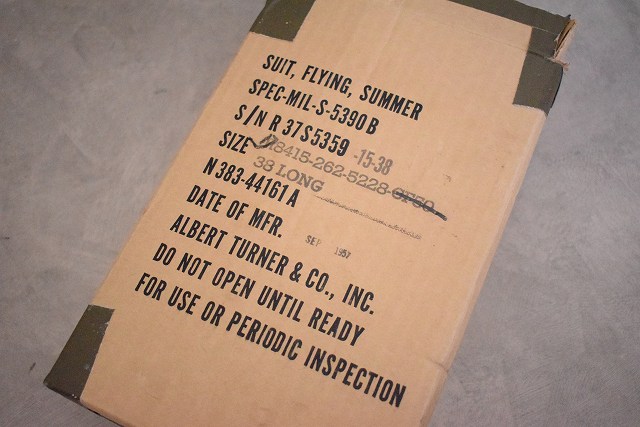 SUIT, FLYING, SUMMER
SPEC-MIL-S-5390B
S/N R37S5359 -15-38
SIZE 8415-262-5228-
38 LONG
N383-44161A
DATE OF MFR. SEP 1957
ALBERT TURNER & CO., INC.
DO NOT OPEN UNTIL READY
FOR USE OR PERIODIC INSPECTION